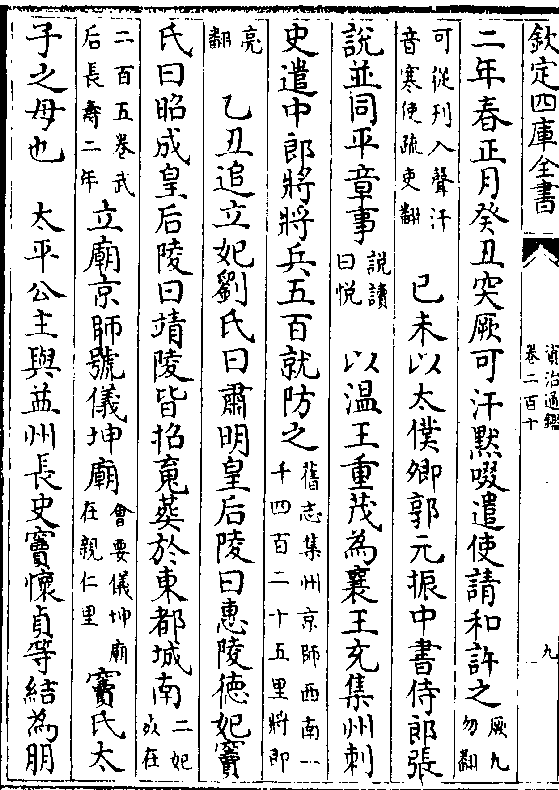 欽定四庫全書
資治通鑑
卷二百十
九
二年春正月癸丑突厥可汗黙啜遣使請和許之厥九勿翻
可從刋入聲汗音寒使疏吏翻 己未以太僕卿郭元振中書侍郎張
說並同平章事說讀曰悦 以温王重茂為襄王充集州刺
史遣中郎將將兵五百就防之舊志集州京師西南一千四百二十五里將即
亮翻 乙丑追立妃劉氏曰肅明皇后陵曰惠陵德妃竇
氏曰昭成皇后陵曰靖陵皆招䰟葬於東都城南二妃死在
二百五卷武后長壽二年 立廟京師號儀坤廟會要儀坤廟在親仁里 竇氏太
子之母也 太平公主與益州長史竇懷貞等結為朋